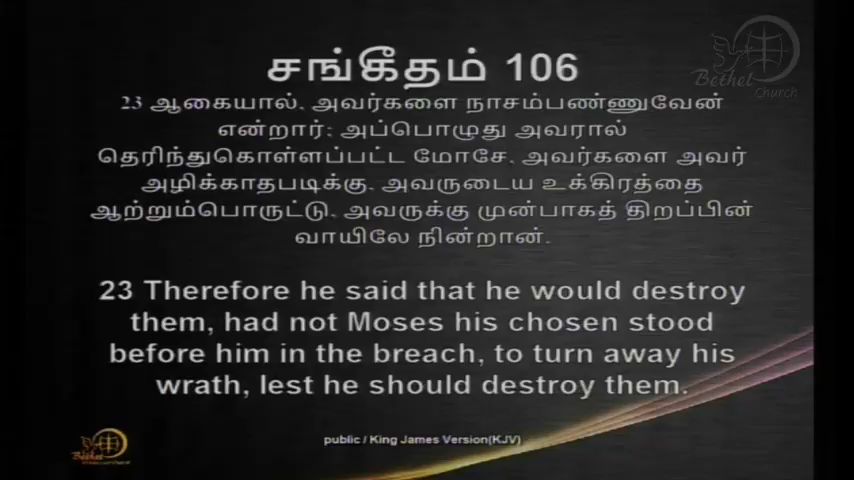 Bethel
Church
சங்கீதம் 106
23 ஆகையால், அவர்களை நாசம்பண்ணுவேன்
என்றார்; அப்பொழுது அவரால்
தெரிந்துகொள்ளப்பட்ட மோசே, அவர்களை அவர்
அழிக்காதபடிக்கு, அவருடைய உக்கிரத்தை
ஆற்றும்பொருட்டு, அவருக்கு முன்பாகத் திறப்பின்
வாயிலே நின்றான்.
23 Therefore he said that he would destroy
them, had not Moses his chosen stood
before him in the breach, to turn away his
wrath, lest he should destroy them.
public / King James Version(KJV)
Bethel